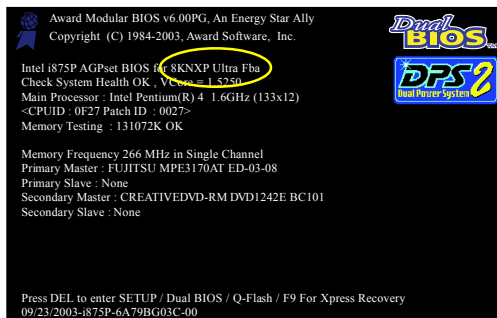 Award Modular BIOS v6.00PG, An Energy Star Ally
Copyright (C) 1984-2003, Award Software, Inc.
Dual
BIOS
TM
Intel i875P AGPset BIOS for 8KNXP Ultra Fba
Check System Health OK , VCore = 1.5250
Main Processor : Intel Pentium(R) 4 1.6GHz (133x12)
<CPUID : 0F27 Patch ID : 0027>
Memory Testing : 131072K OK
DPS2
Dual Power System
Memory Frequency 266 MHz in Single Channel
Primary Master : FUJITSU MPE3170AT ED-03-08
Primary Slave : None
Secondary Master : CREATIVEDVD-RM DVD1242E BC101
Secondary Slave : None
Press DEL to enter SETUP / Dual BIOS / Q-Flash / F9 For Xpress Recovery
09/23/2003-i875P-6A79BG03C-00